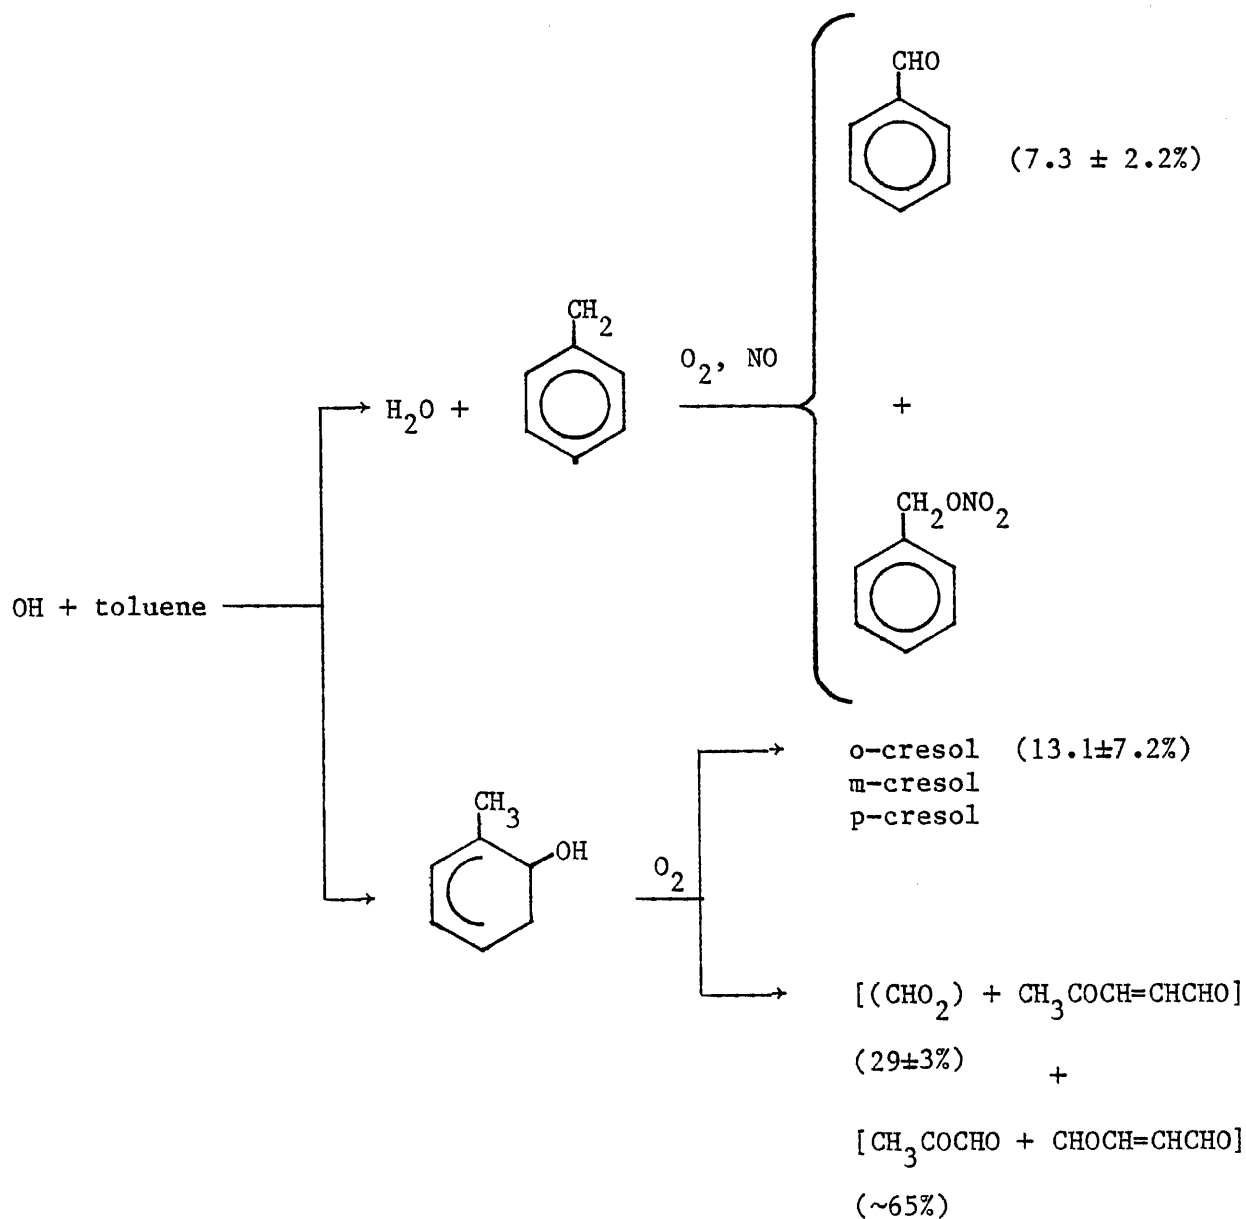 CHO
(7.3 ± 2.2%)
CH2
O2, NO
H2O +
+
CH2ONO2
OH + toluene
o-cresol (13.1±7.2%)
m-cresol
p-cresol
CH3
OH
O2
[(CHO2) + CH3COCH=CHCHO]
(29±3%)
+
[CH3COCHO + CHOCH=CHCHO]
(~65%)